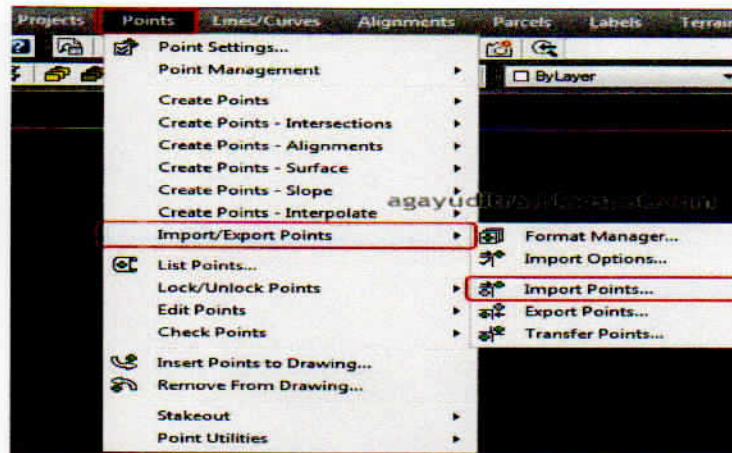 Projects Points Lines/Curves Alignments Parcels Labels Terrain
Point Settings...
Point Management
ByLayer
Create Points
Create Points - Intersections
Create Points - Alignments
Create Points - Surface
Create Points - Slope
Create Points - Interpolate
Import/Export Points
Format Manager...
Import Options...
List Points...
Lock/Unlock Points
Import Points...
Edit Points
Export Points...
Check Points
Transfer Points...
Insert Points to Drawing...
Remove From Drawing...
Stakeout
Point Utilities